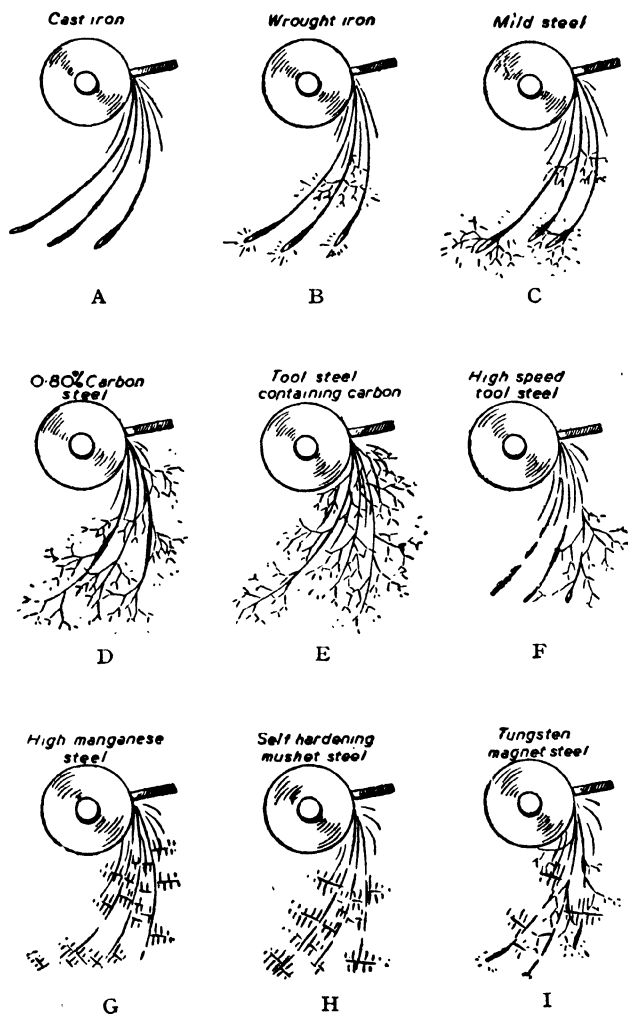 Cast iron
Wrought iron
Mild steel
A
B
C
0·80% Carbon
steel
Tool steel
containing carbon
High speed
tool steel
D
E
F
High manganese
steel
Self hardening
mushet steel
Tungsten
magnet steel
G
H
I